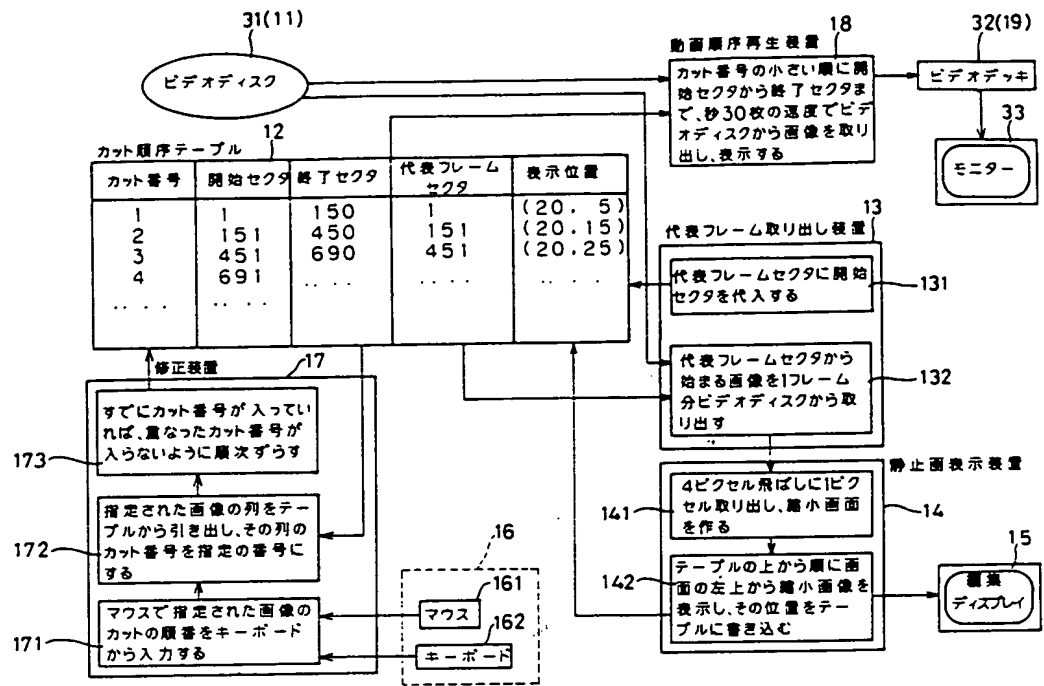 31(11)
ビデオディスク
動画順序再生装置
18
カット番号の小さい順に開
始セクタから終了セクタま
で、秒30枚の速度でビデ
オディスクから画像を取り
出し、表示する
32(19)
ビデオデッキ
33
モニター
カット順序テーブル
12
カット番号 開始セクタ 終了セクタ 代表フレームセクタ 表示位置
1 1 150 1 (20. 5)
2 151 450 151 (20.15)
3 451 690 451 (20.25)
4 691 .. . . .. . . .. . .
.. . . .. . .
代表フレーム取り出し装置
13
代表フレームセクタに開始
セクタを代入する
131
代表フレームセクタから
始まる画像を1フレーム
分ビデオディスクから取
り出す
132
修正装置
17
すでにカット番号が入ってい
れば、重なったカット番号が
入らないように順次ずらす
173
指定された画像の列をテー
ブルから引き出し、その列の
カット番号を指定の番号に
する
172
マウスで指定された画像の
カットの順番をキーボード
から入力する
171
16
161
マウス
162
キーボード
静止画表示装置
14
4ピクセル飛ばしに1ピク
セル取り出し、縮小画面
を作る
141
テーブルの上から順に画
面の左上から縮小画像を
表示し、その位置をテー
ブルに書き込む
142
15
編集
ディスプレイ